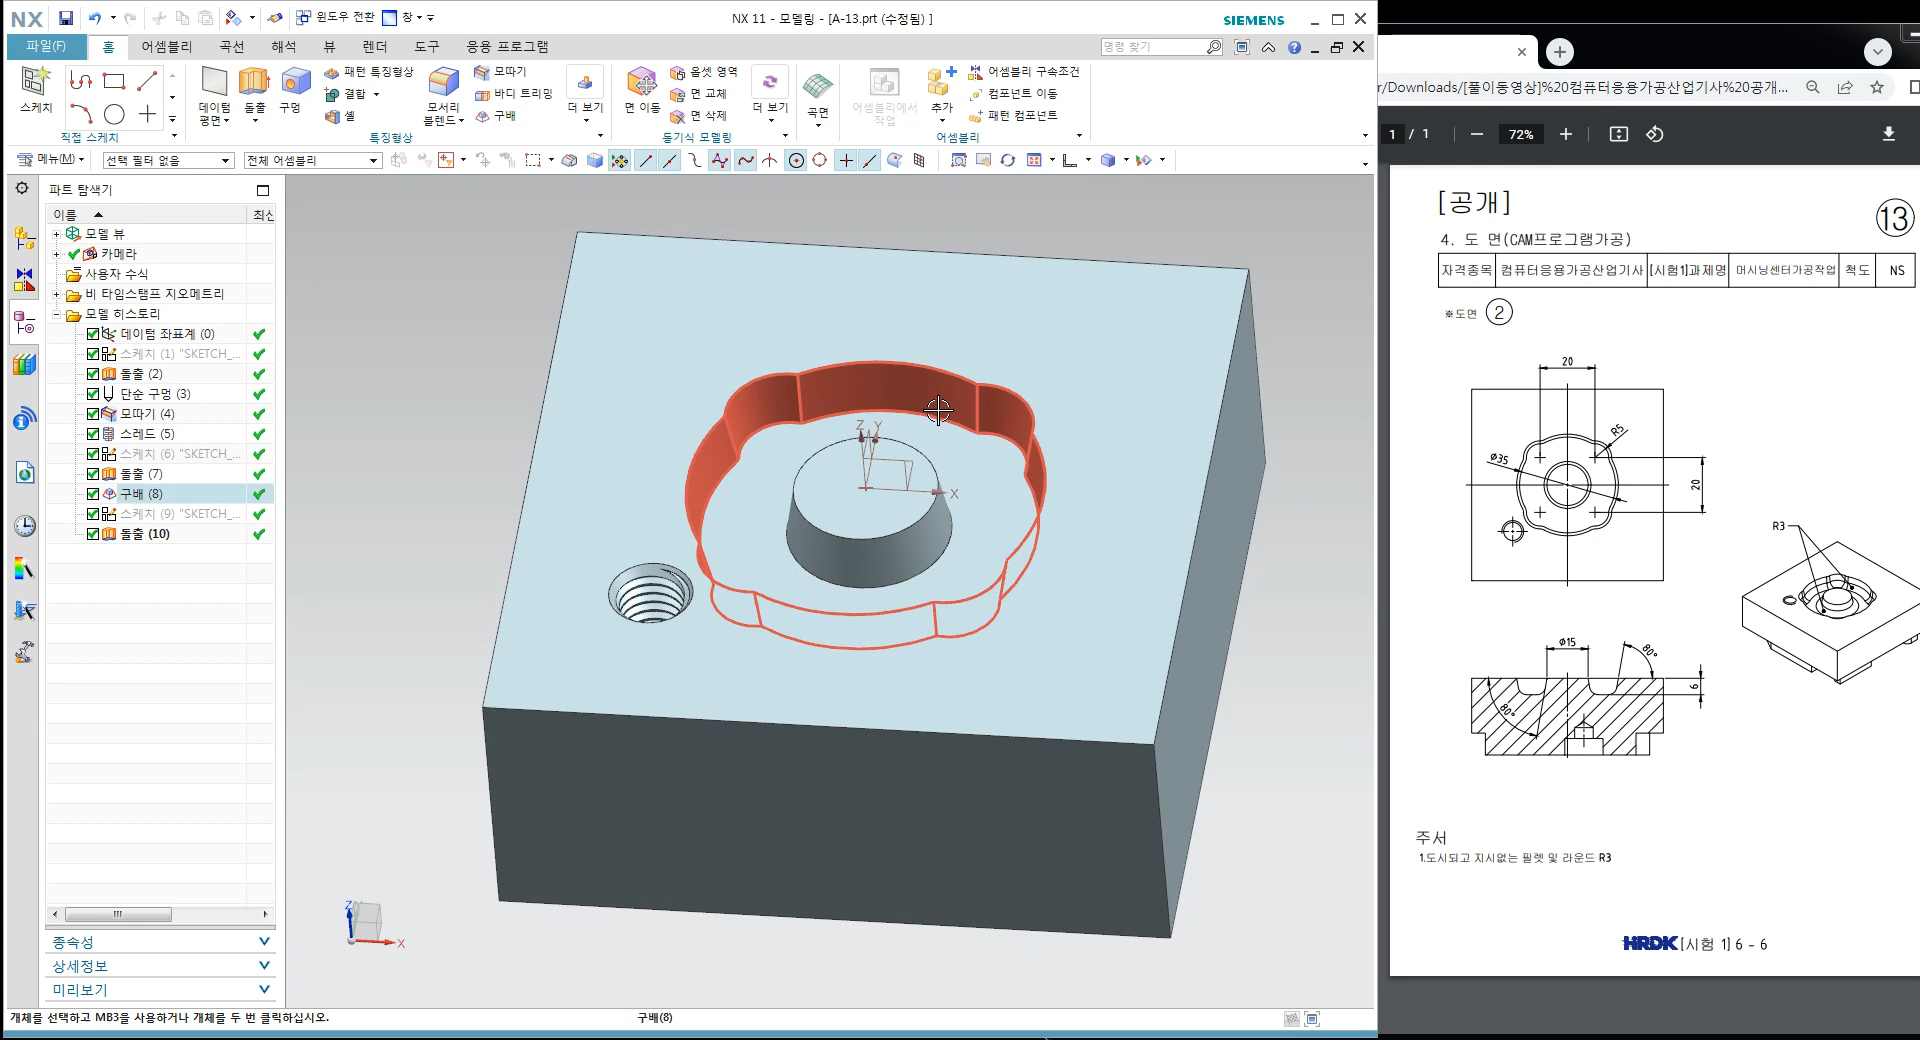 NX
윈도우 전환
창
NX 11 - 모델링 - [A-13.prt (수정됨) ]
SIEMENS
파일(F)
홈
어셈블리
곡선
해석
뷰
렌더
도구
응용 프로그램
명령 찾기
스케치
직접 스케치
데이텀
평면
돌출
구멍
패턴 특징형상
결합
셸
모서리
블렌드
모따기
바디 트리밍
구배
더 보기
특징형상
면 이동
옵셋 영역
면 교체
면 삭제
더 보기
동기식 모델링
곡면
어셈블리에서
작업
추가
어셈블리 구속조건
컴포넌트 이동
패턴 컴포넌트
어셈블리
메뉴(M)
선택 필터 없음
전체 어셈블리
파트 탐색기
이름
최신
모델 뷰
카메라
사용자 수식
비 타임스탬프 지오메트리
모델 히스토리
데이텀 좌표계 (0)
스케치 (1) "SKETCH_...
돌출 (2)
단순 구멍 (3)
모따기 (4)
스레드 (5)
스케치 (6) "SKETCH_...
돌출 (7)
구배 (8)
스케치 (9) "SKETCH_...
돌출 (10)
종속성
상세정보
미리보기
Z
Y
X
Z
X
개체를 선택하고 MB3을 사용하거나 개체를 두 번 클릭하십시오.
구배(8)
r/Downloads/[풀이동영상]%20컴퓨터응용가공산업기사%20공개...
1 / 1
72%
[공개]
13
4. 도 면(CAM프로그램가공)
자격종목
컴퓨터응용가공산업기사
[시험1]과제명
머시닝센터가공작업
척도
NS
※도면
2
20
R5
ø35
20
R3
ø15
80°
6
80°
주서
1.도시되고 지시없는 필렛 및 라운드 R3
HRDK [시험 1] 6 - 6